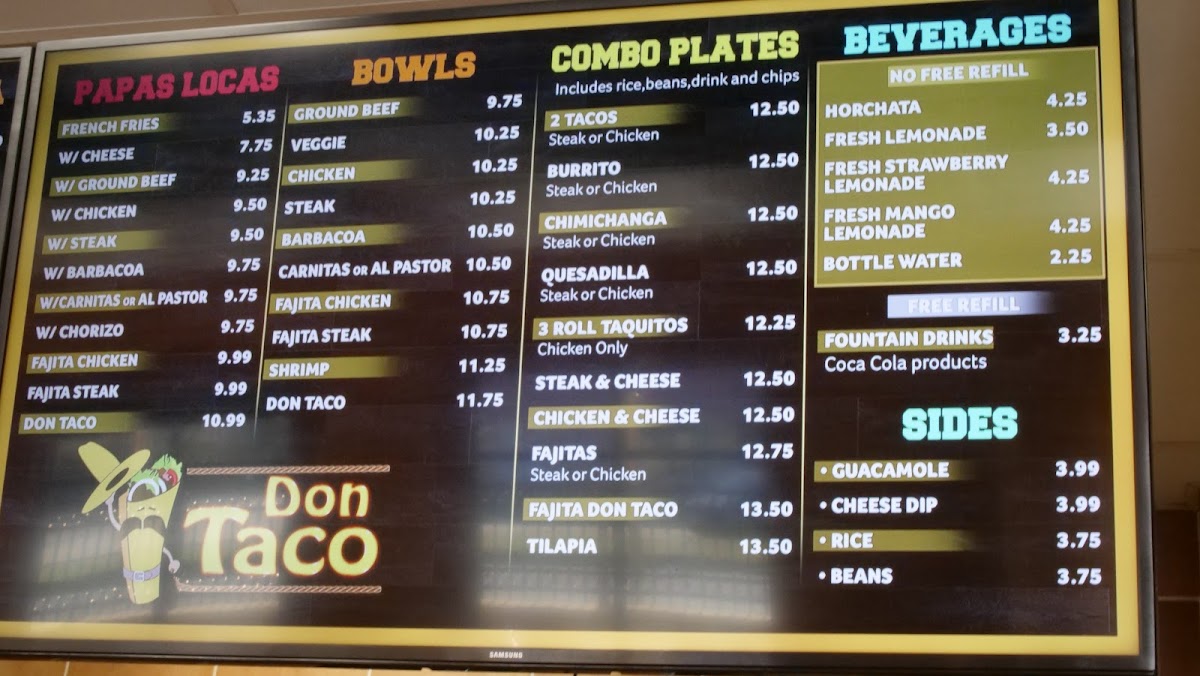 PAPAS LOCAS
FRENCH FRIES 5.35
W/ CHEESE 7.75
W/ GROUND BEEF 9.25
W/ CHICKEN 9.50
W/ STEAK 9.50
W/ BARBACOA 9.75
W/CARNITAS OR AL PASTOR 9.75
W/ CHORIZO 9.75
FAJITA CHICKEN 9.99
FAJITA STEAK 9.99
DON TACO 10.99
Don
Taco
BOWLS
GROUND BEEF 9.75
VEGGIE 10.25
CHICKEN 10.25
STEAK 10.25
BARBACOA 10.50
CARNITAS OR AL PASTOR 10.50
FAJITA CHICKEN 10.75
FAJITA STEAK 10.75
SHRIMP 11.25
DON TACO 11.75
COMBO PLATES
Includes rice,beans,drink and chips
2 TACOS 12.50
Steak or Chicken
BURRITO 12.50
Steak or Chicken
CHIMICHANGA 12.50
Steak or Chicken
QUESADILLA 12.50
Steak or Chicken
3 ROLL TAQUITOS 12.25
Chicken Only
STEAK & CHEESE 12.50
CHICKEN & CHEESE 12.50
FAJITAS 12.75
Steak or Chicken
FAJITA DON TACO 13.50
TILAPIA 13.50
BEVERAGES
NO FREE REFILL
HORCHATA 4.25
FRESH LEMONADE 3.50
FRESH STRAWBERRY
LEMONADE 4.25
FRESH MANGO
LEMONADE 4.25
BOTTLE WATER 2.25
FREE REFILL
FOUNTAIN DRINKS 3.25
Coca Cola products
SIDES
• GUACAMOLE 3.99
• CHEESE DIP 3.99
• RICE 3.75
• BEANS 3.75
SAMSUNG